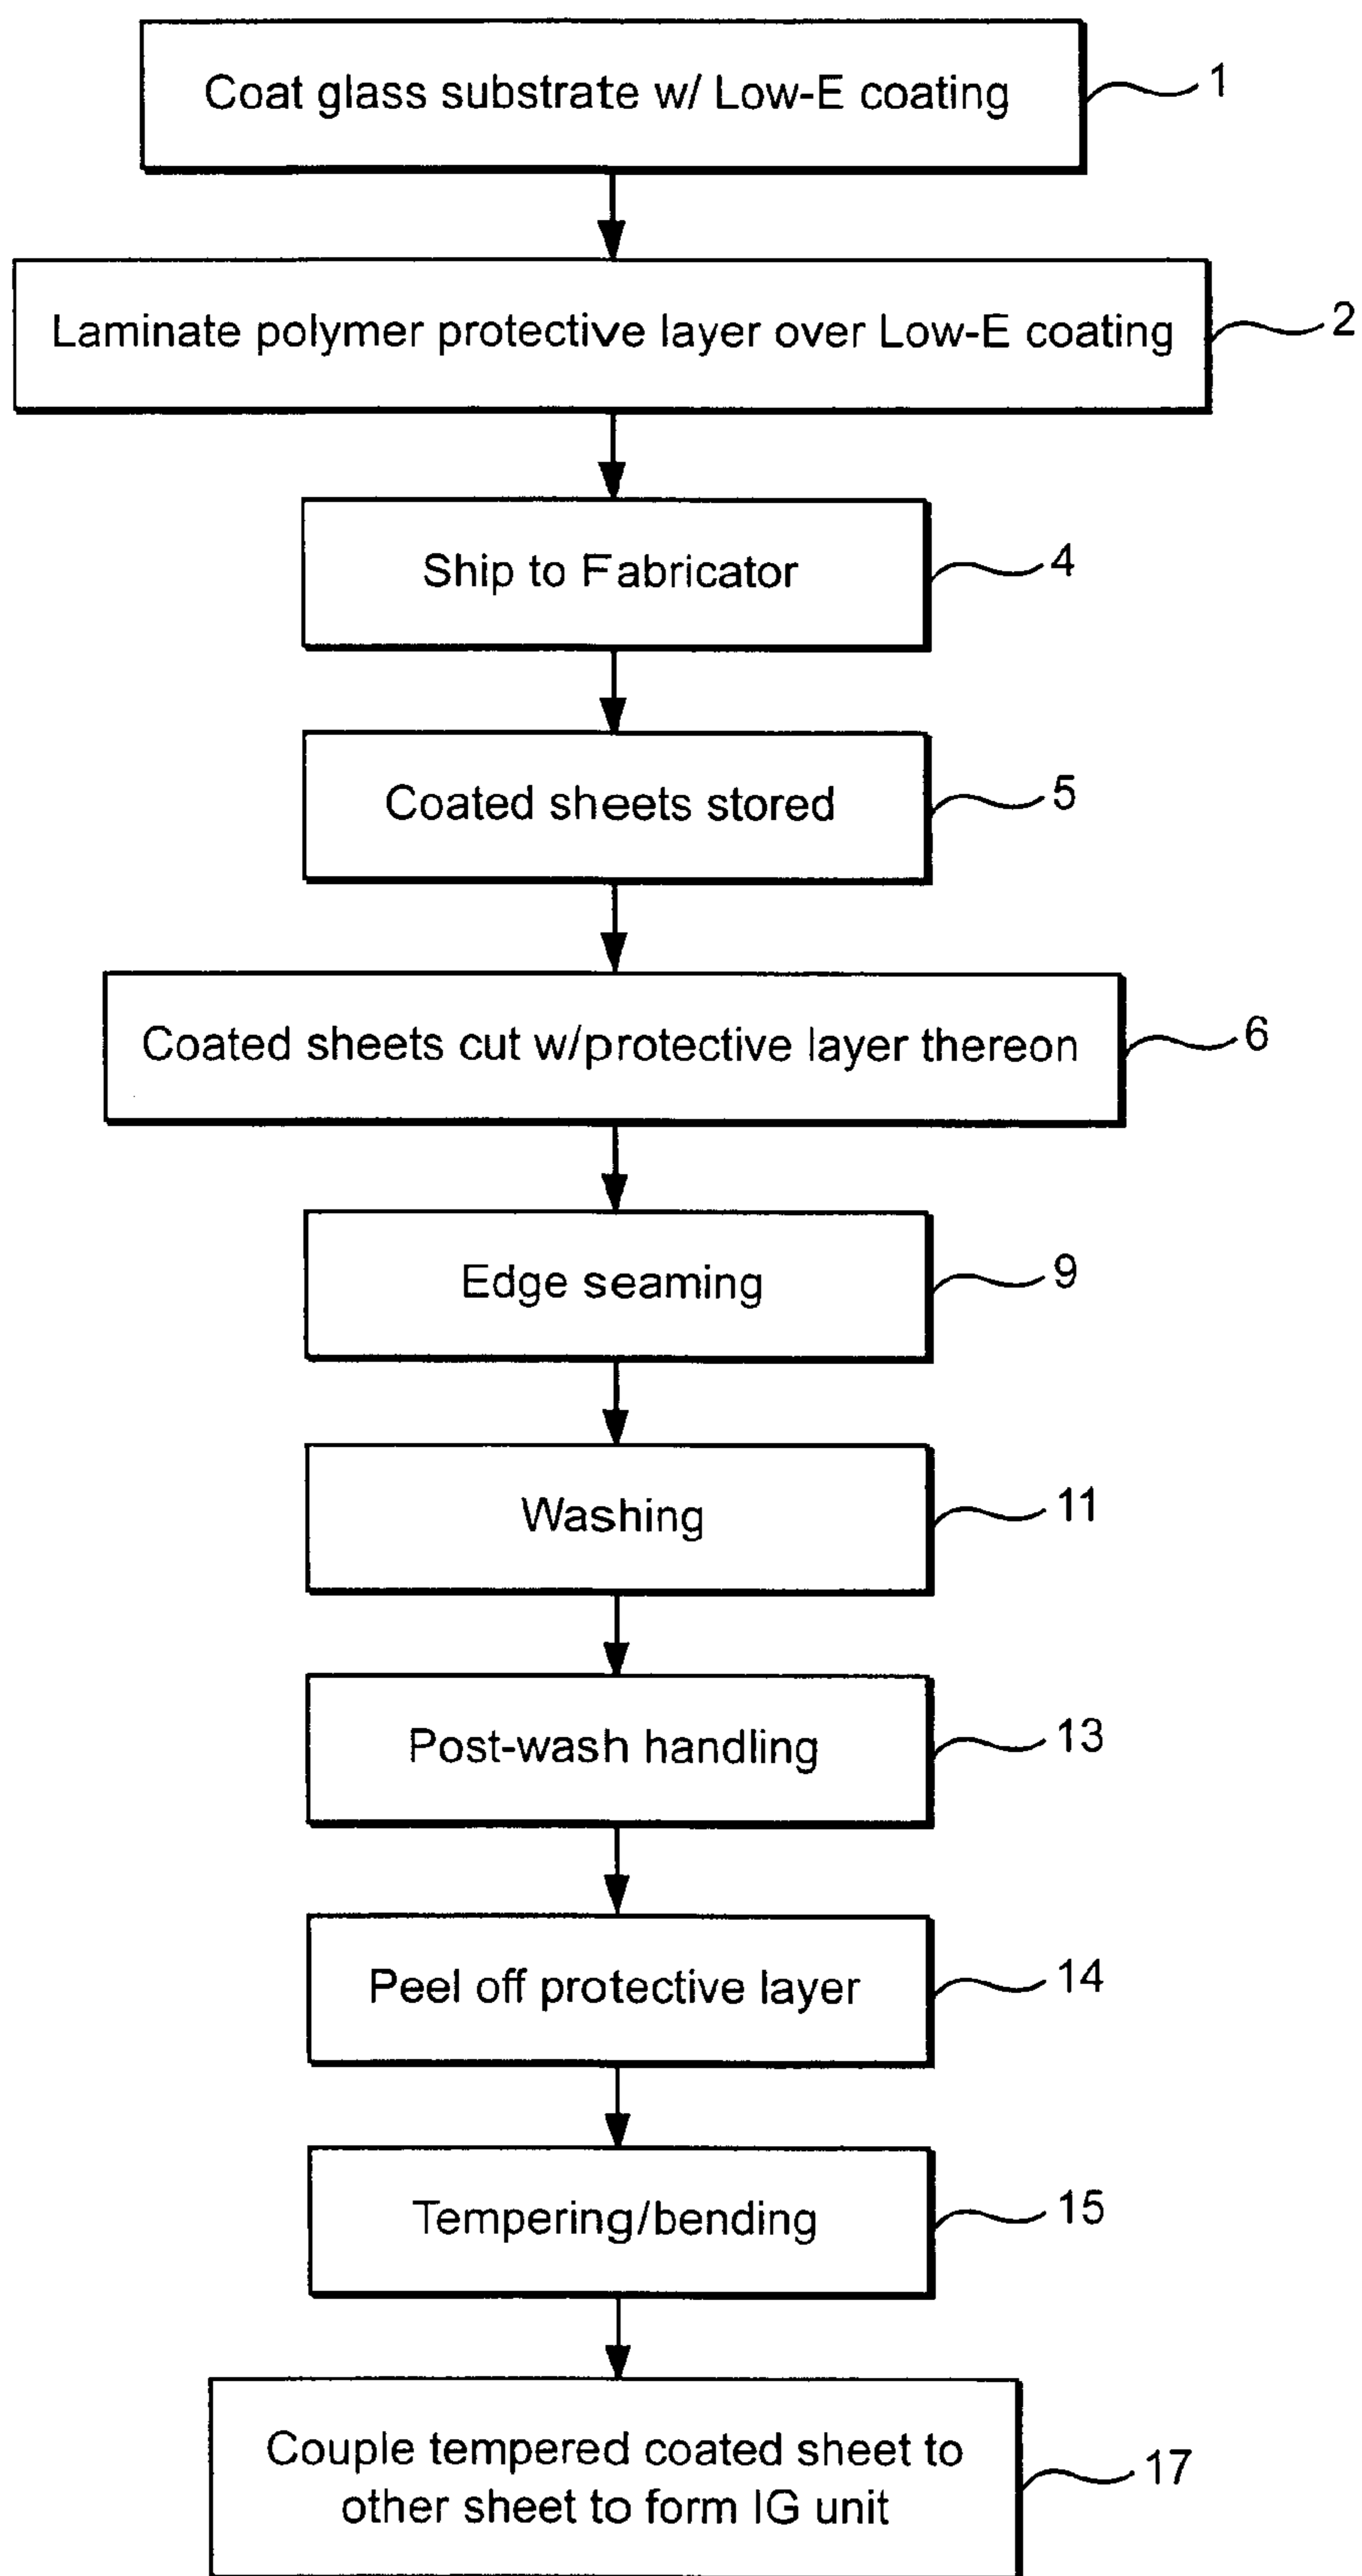 Coat glass substrate w/ Low-E coating
1
Laminate polymer protective layer over Low-E coating
2
Ship to Fabricator
4
Coated sheets stored
5
Coated sheets cut w/protective layer thereon
6
Edge seaming
9
Washing
11
Post-wash handling
13
Peel off protective layer
14
Tempering/bending
15
Couple tempered coated sheet to
other sheet to form IG unit
17